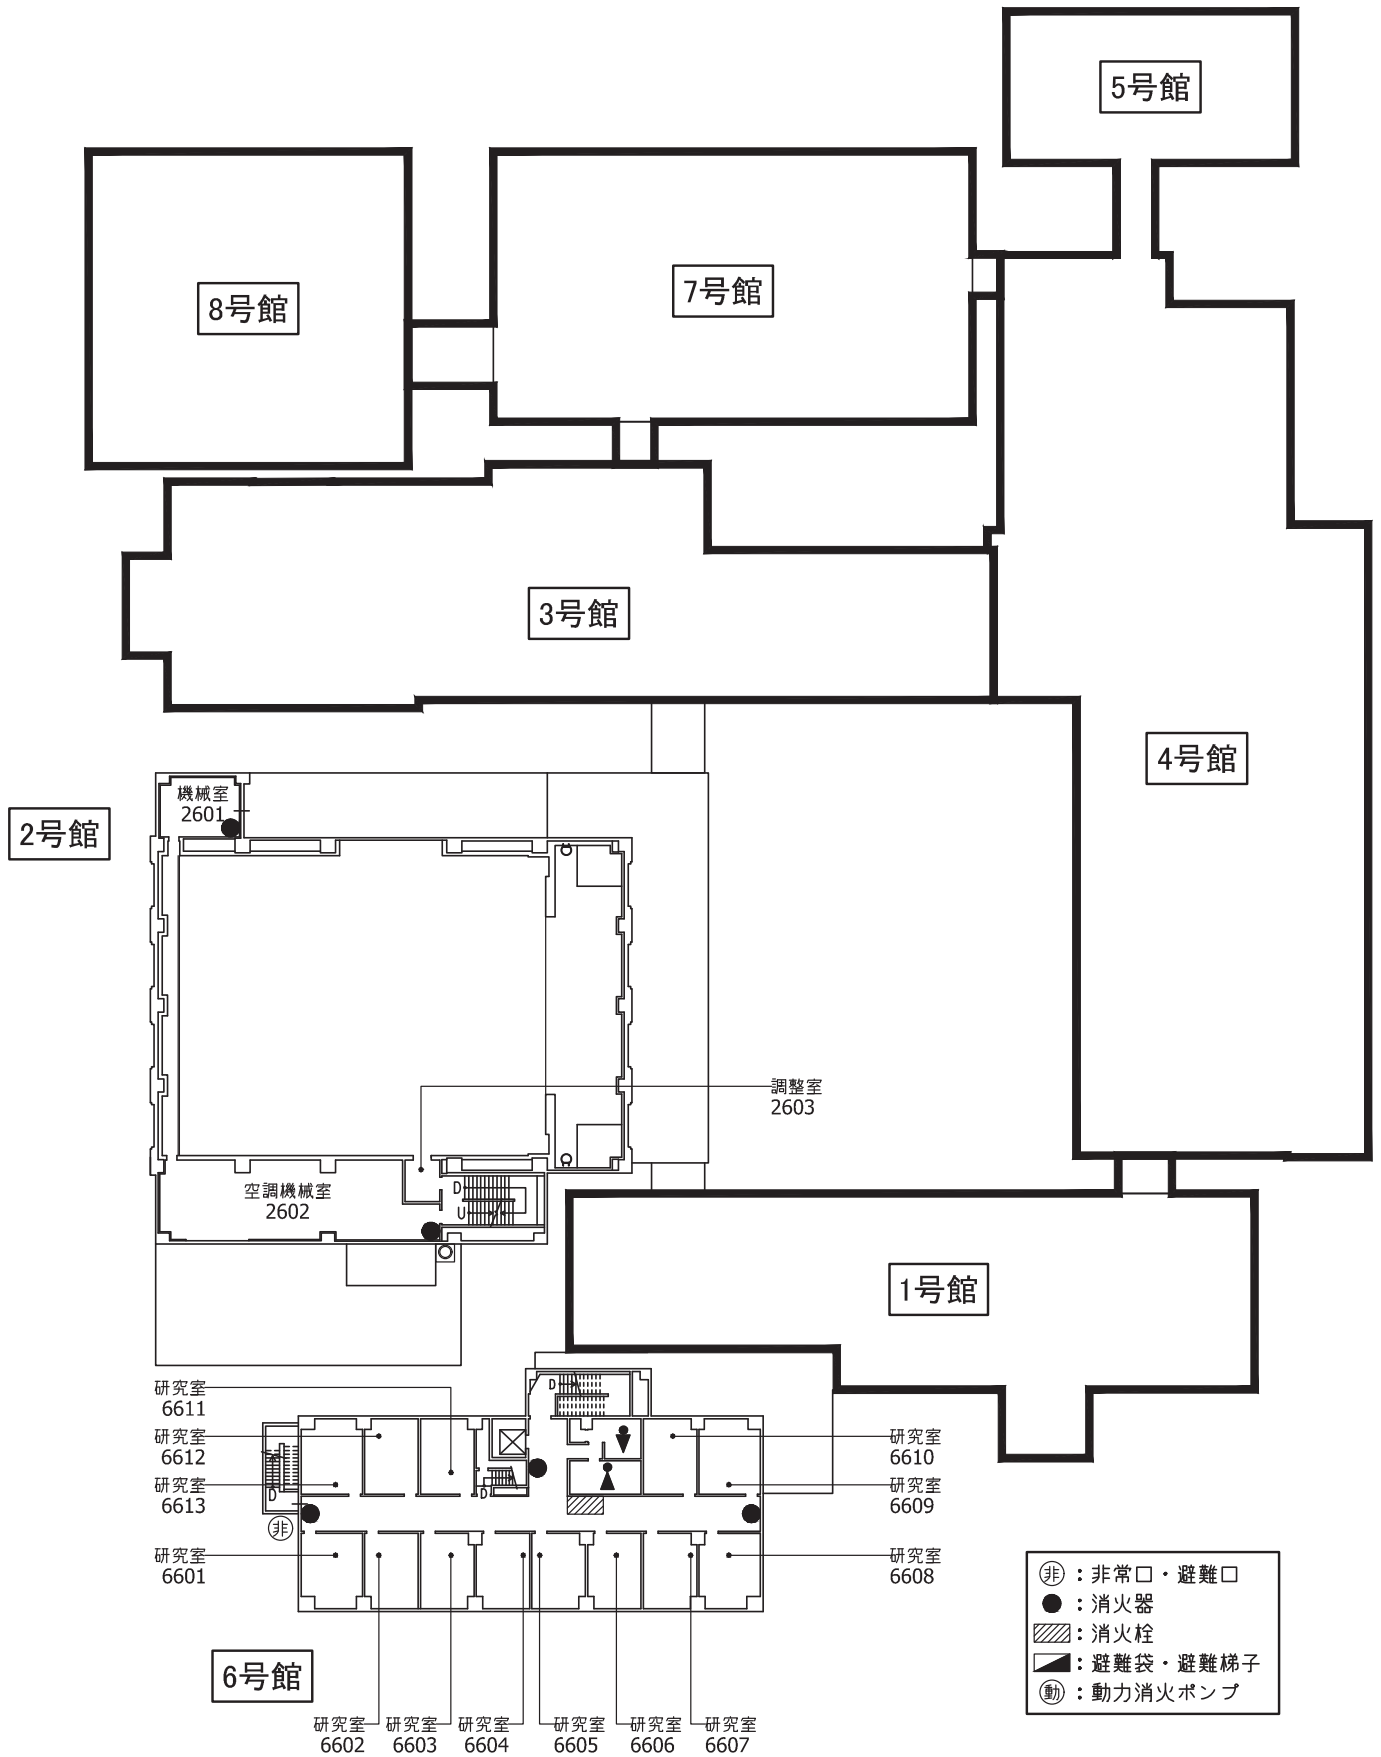 5号館
8号館
7号館
3号館
4号館
2号館
機械室
2601
調整室
2603
空調機械室
2602
D
U
1号館
D
研究室
6611
研究室
6612
研究室
6613
研究室
6601
D
D
非
研究室
6610
研究室
6609
研究室
6608
6号館
研究室
6602
研究室
6603
研究室
6604
研究室
6605
研究室
6606
研究室
6607
非：非常口・避難口
：消火器
：消火栓
：避難袋・避難梯子
動：動力消火ポンプ